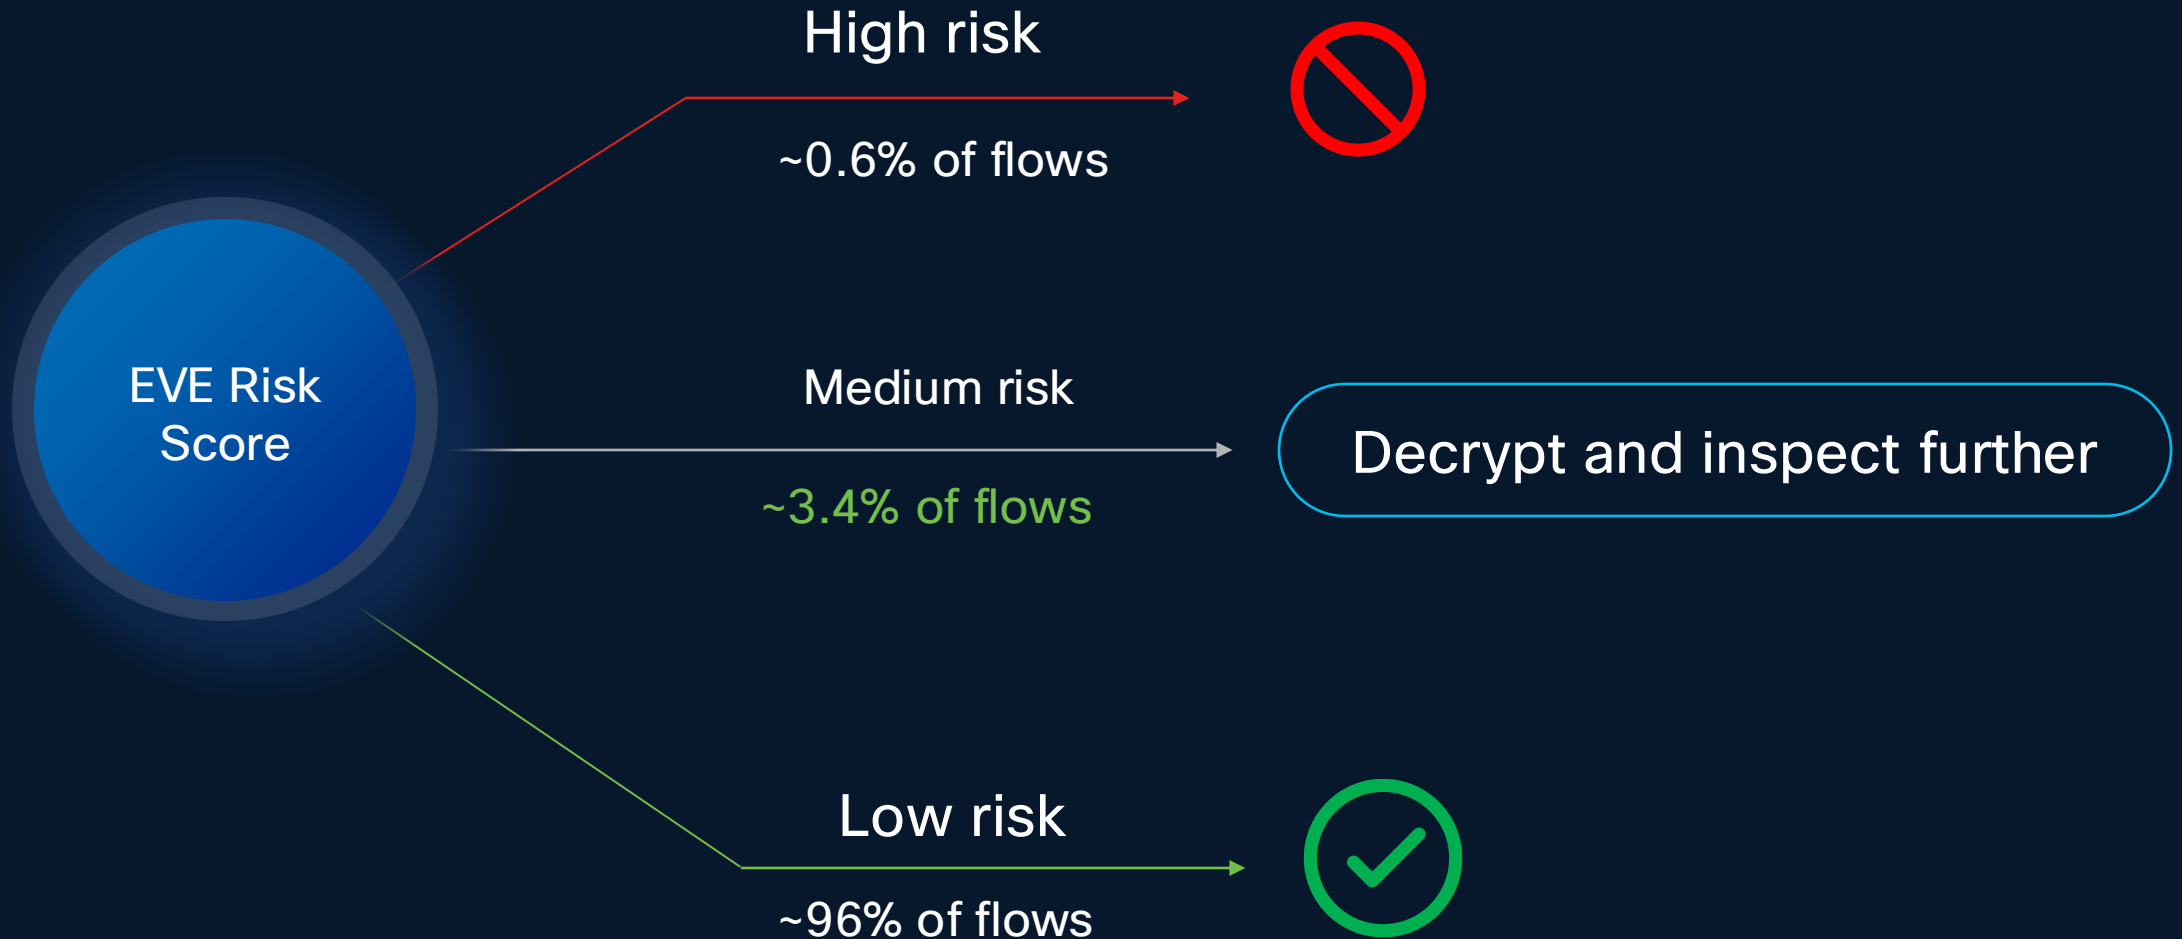 High risk
~0.6% of flows
EVE Risk
Score
Medium risk
~3.4% of flows
Decrypt and inspect further
Low risk
~96% of flows